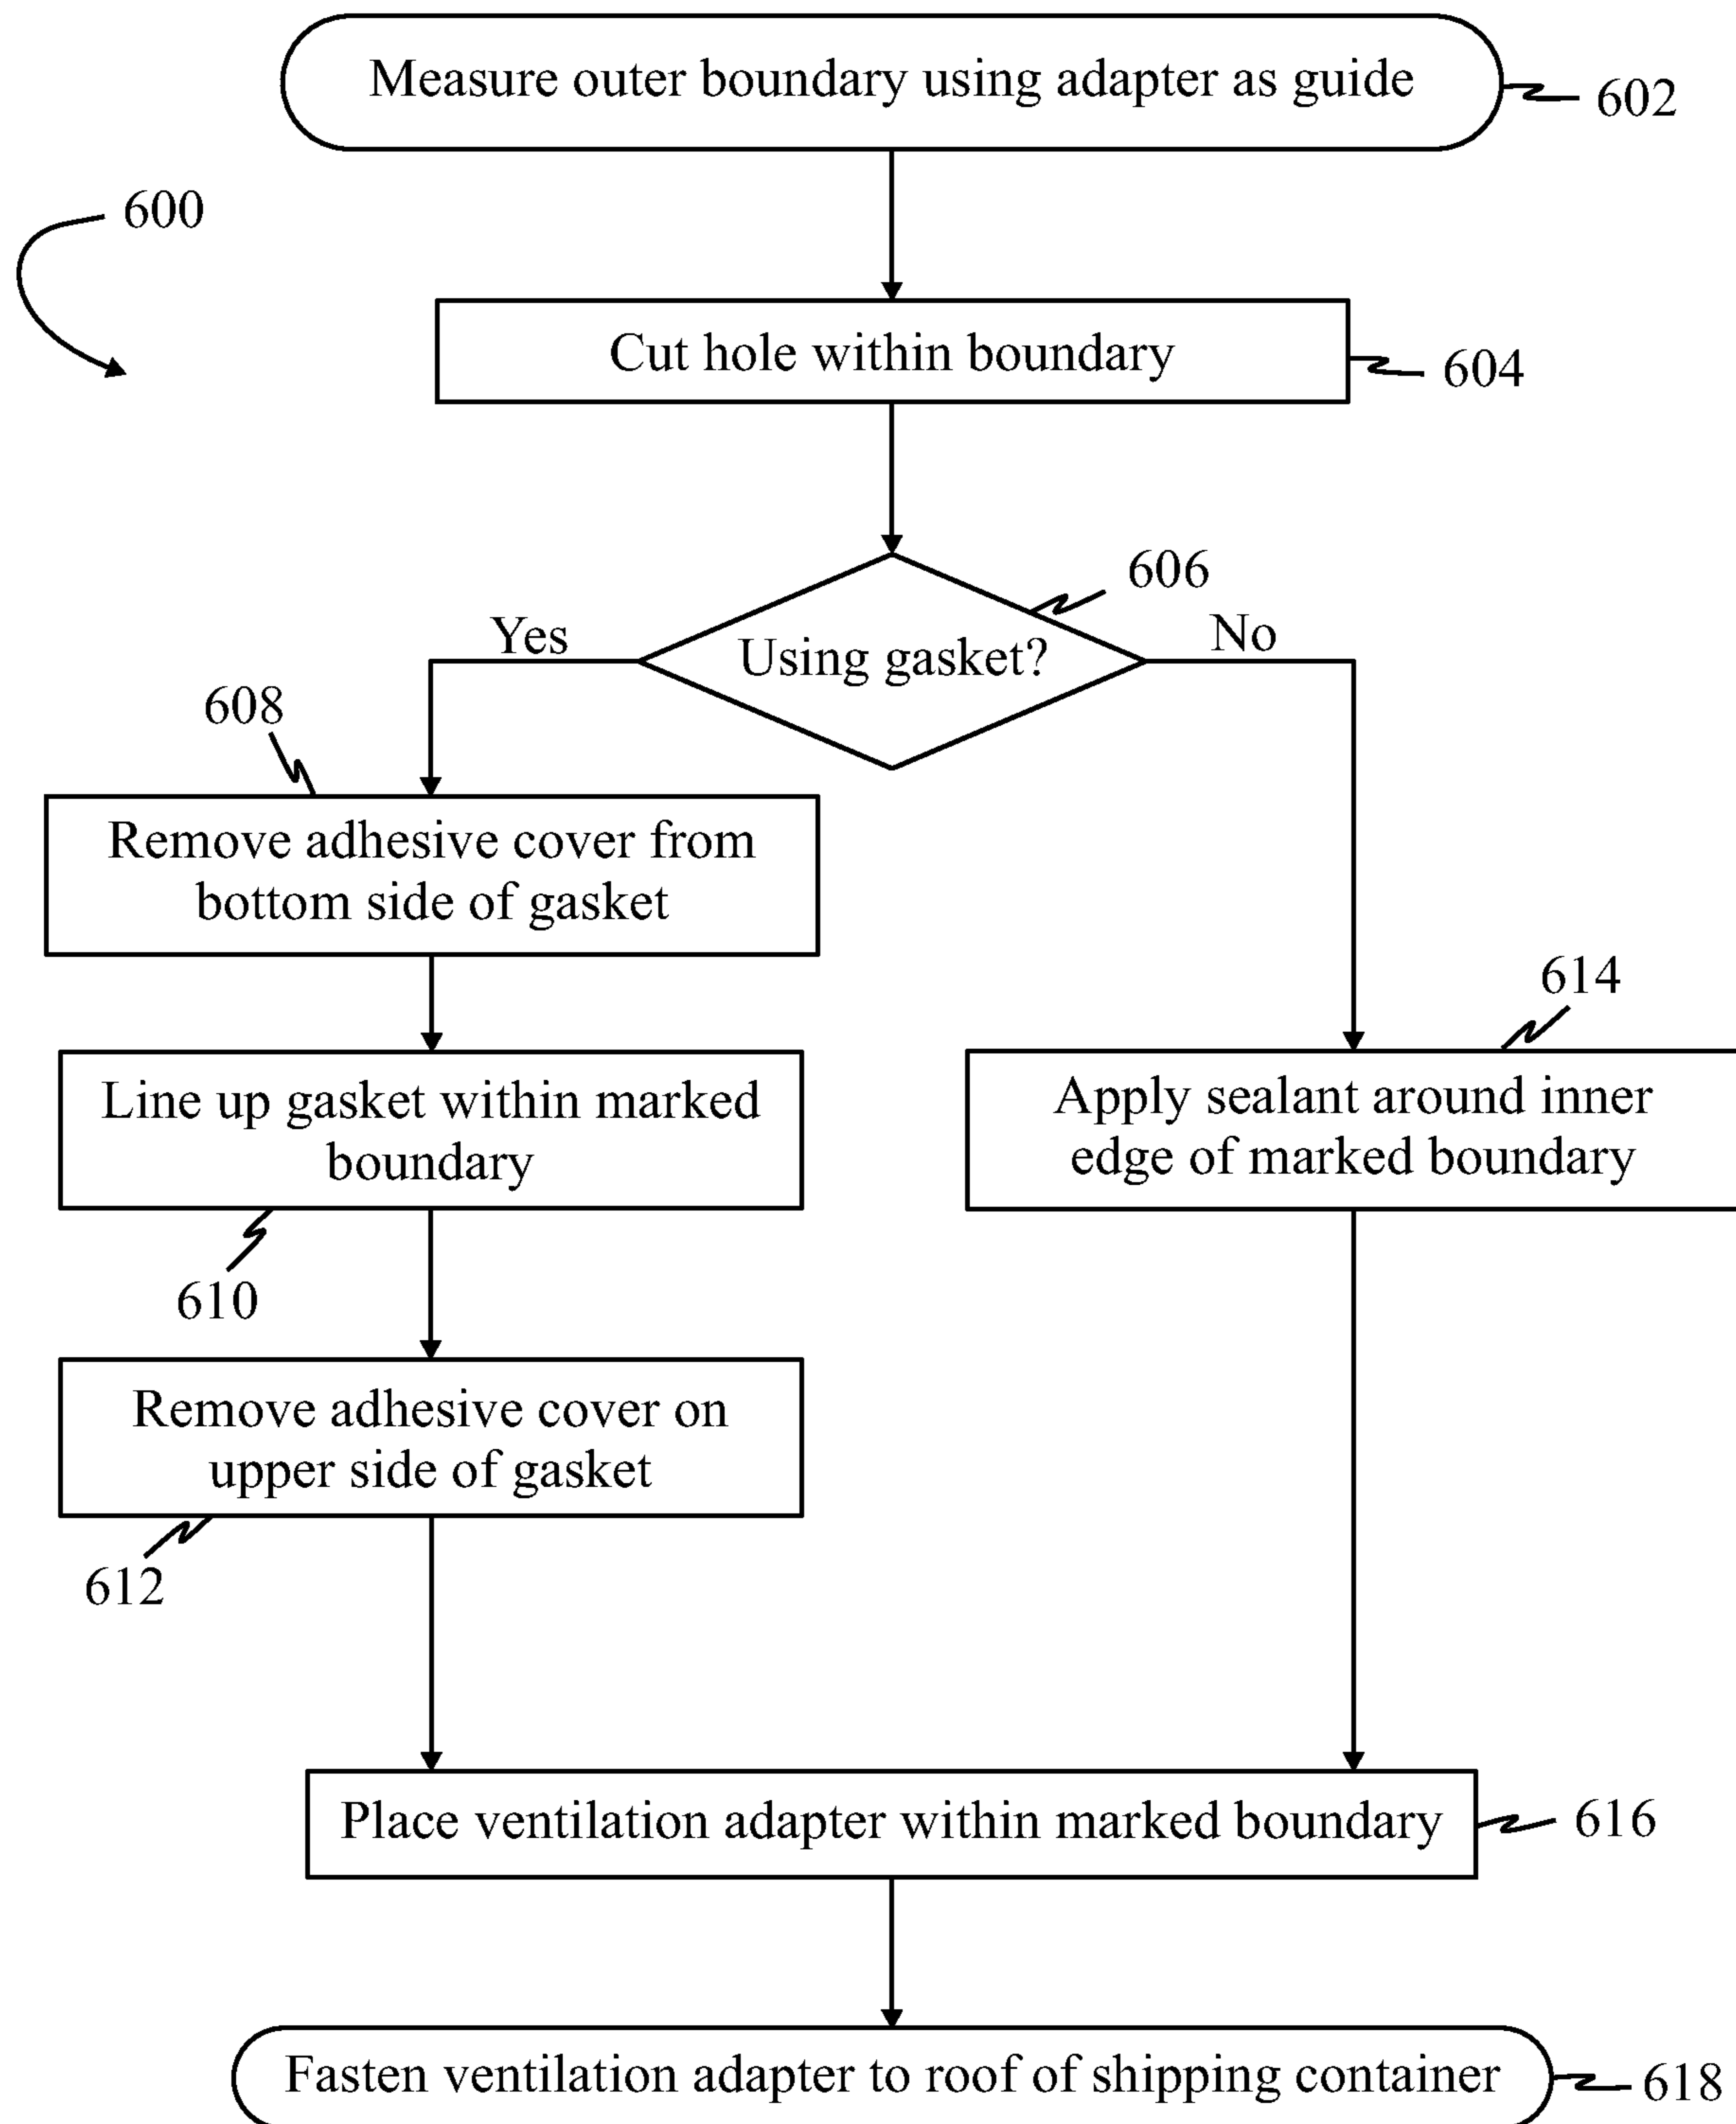 Measure outer boundary using adapter as guide
602
600
Cut hole within boundary
604
606
Yes
Using gasket?
No
608
Remove adhesive cover from
bottom side of gasket
Line up gasket within marked
boundary
610
Remove adhesive cover on
upper side of gasket
612
614
Apply sealant around inner
edge of marked boundary
Place ventilation adapter within marked boundary
616
Fasten ventilation adapter to roof of shipping container
618